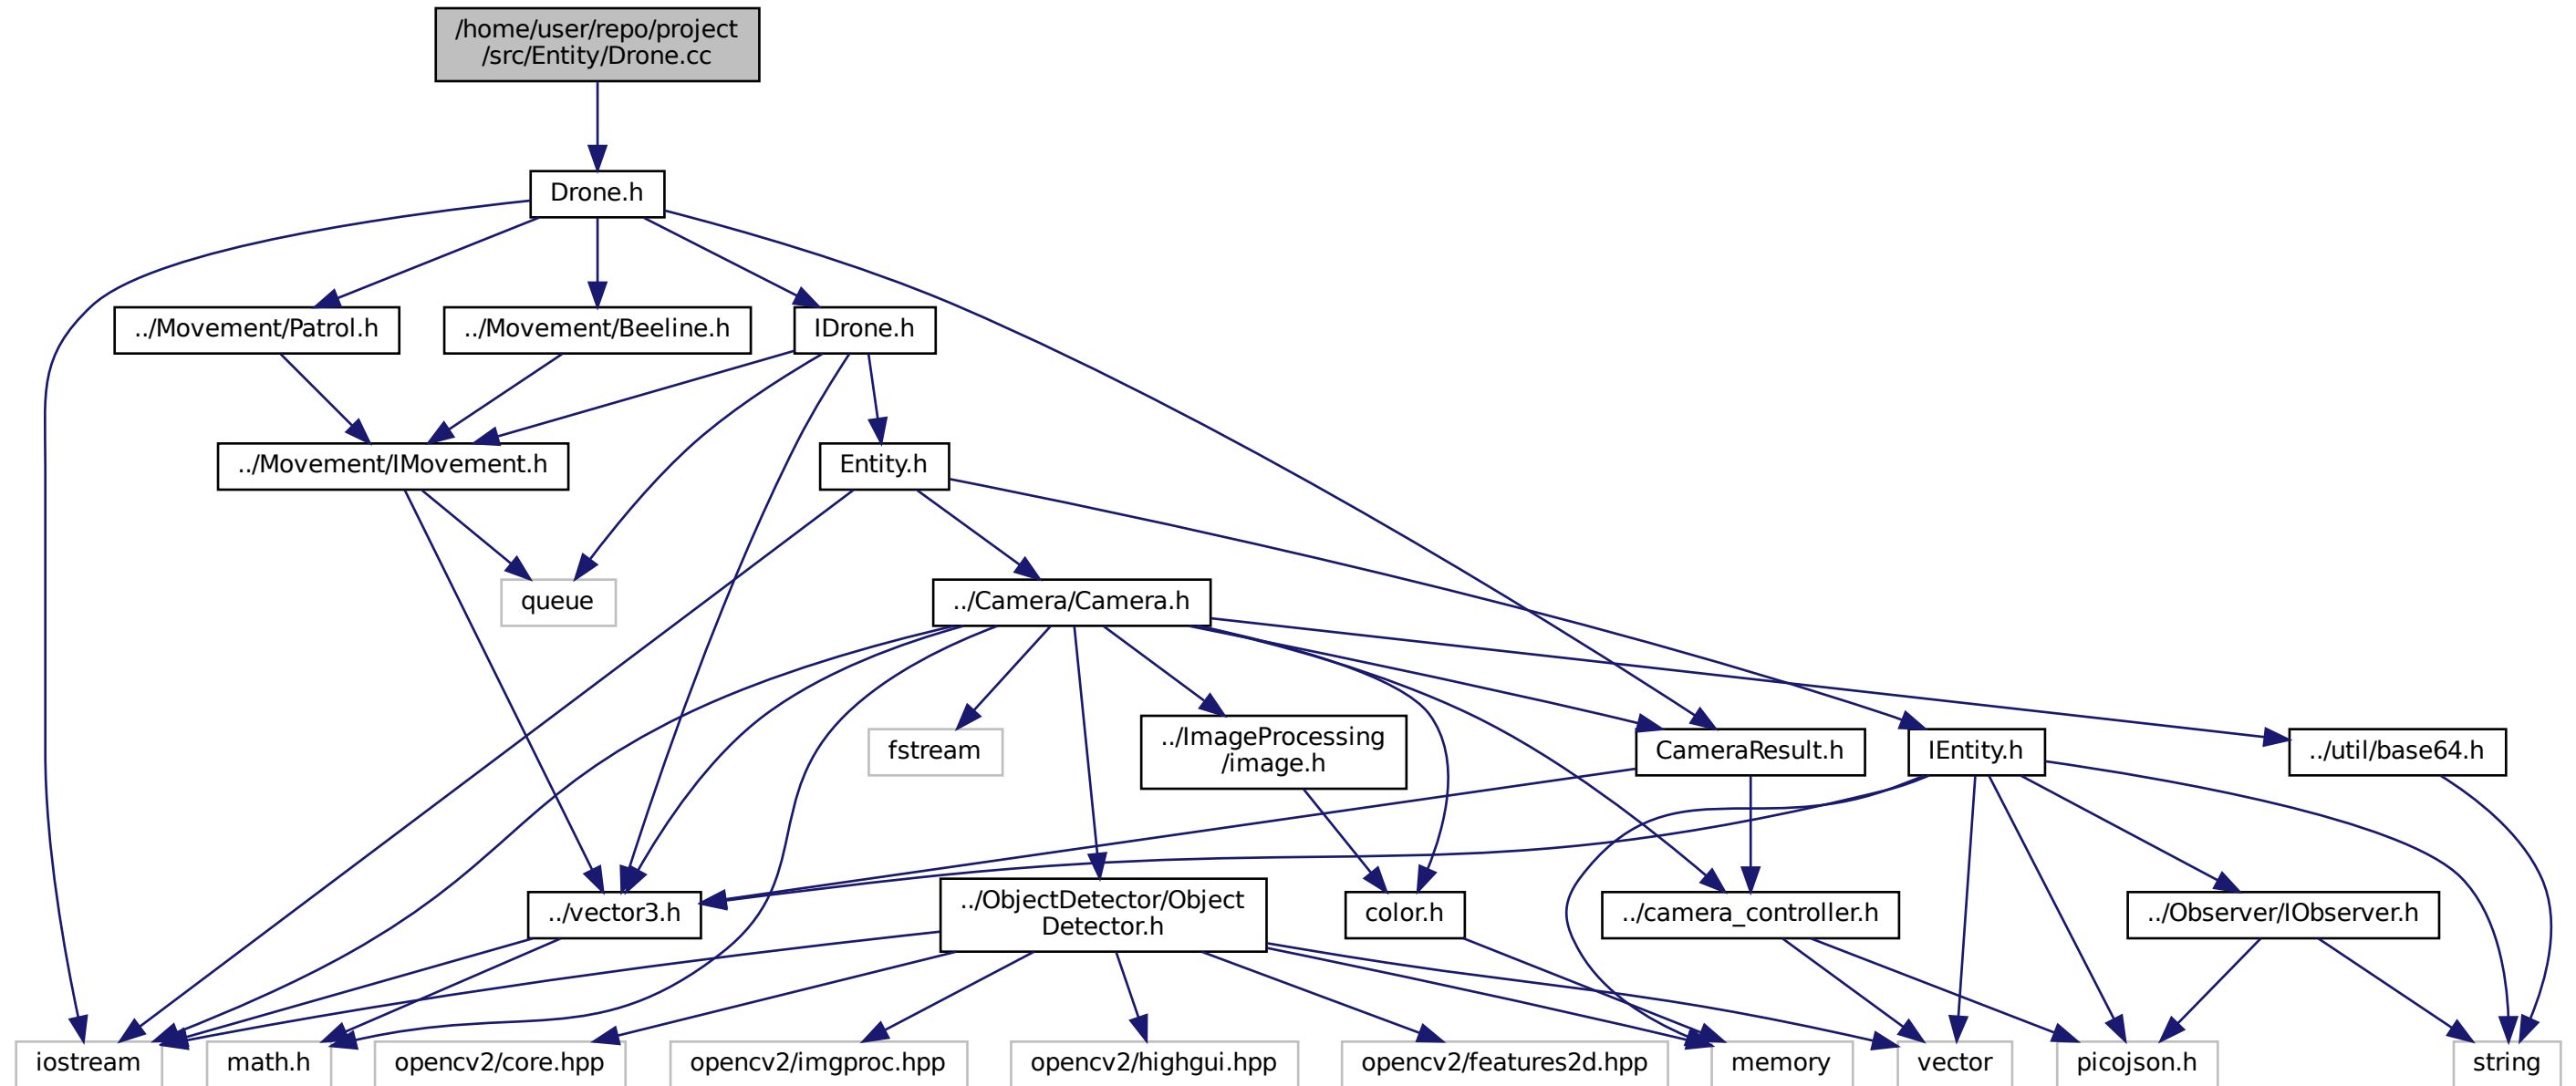 /home/user/repo/project
/src/Entity/Drone.cc
Drone.h
../Movement/Patrol.h
../Movement/Beeline.h
IDrone.h
../Movement/IMovement.h
Entity.h
queue
../Camera/Camera.h
fstream
../ImageProcessing
/image.h
CameraResult.h
IEntity.h
../util/base64.h
../vector3.h
../ObjectDetector/Object
Detector.h
color.h
../camera_controller.h
../Observer/IObserver.h
iostream
math.h
opencv2/core.hpp
opencv2/imgproc.hpp
opencv2/highgui.hpp
opencv2/features2d.hpp
memory
vector
picojson.h
string